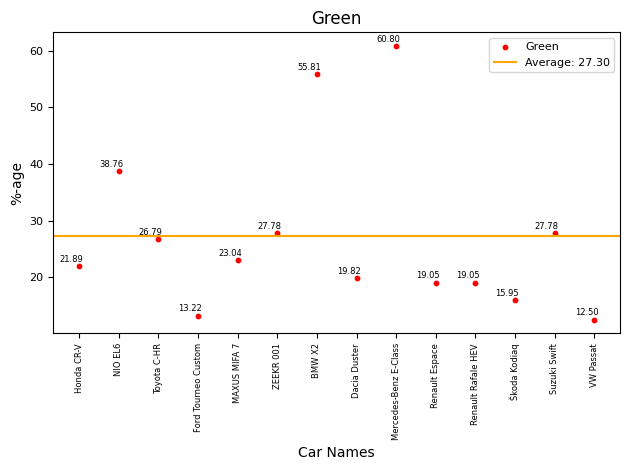 Green
Green
Average: 27.30
%-age
60
50
40
30
20
21.89
38.76
26.79
13.22
23.04
27.78
55.81
19.82
60.80
19.05
19.05
15.95
27.78
12.50
Honda CR-V
NIO EL6
Toyota C-HR
Ford Tourneo Custom
MAXUS MIFA 7
ZEEKR 001
BMW X2
Dacia Duster
Mercedes-Benz E-Class
Renault Espace
Renault Rafale HEV
Škoda Kodiaq
Suzuki Swift
VW Passat
Car Names